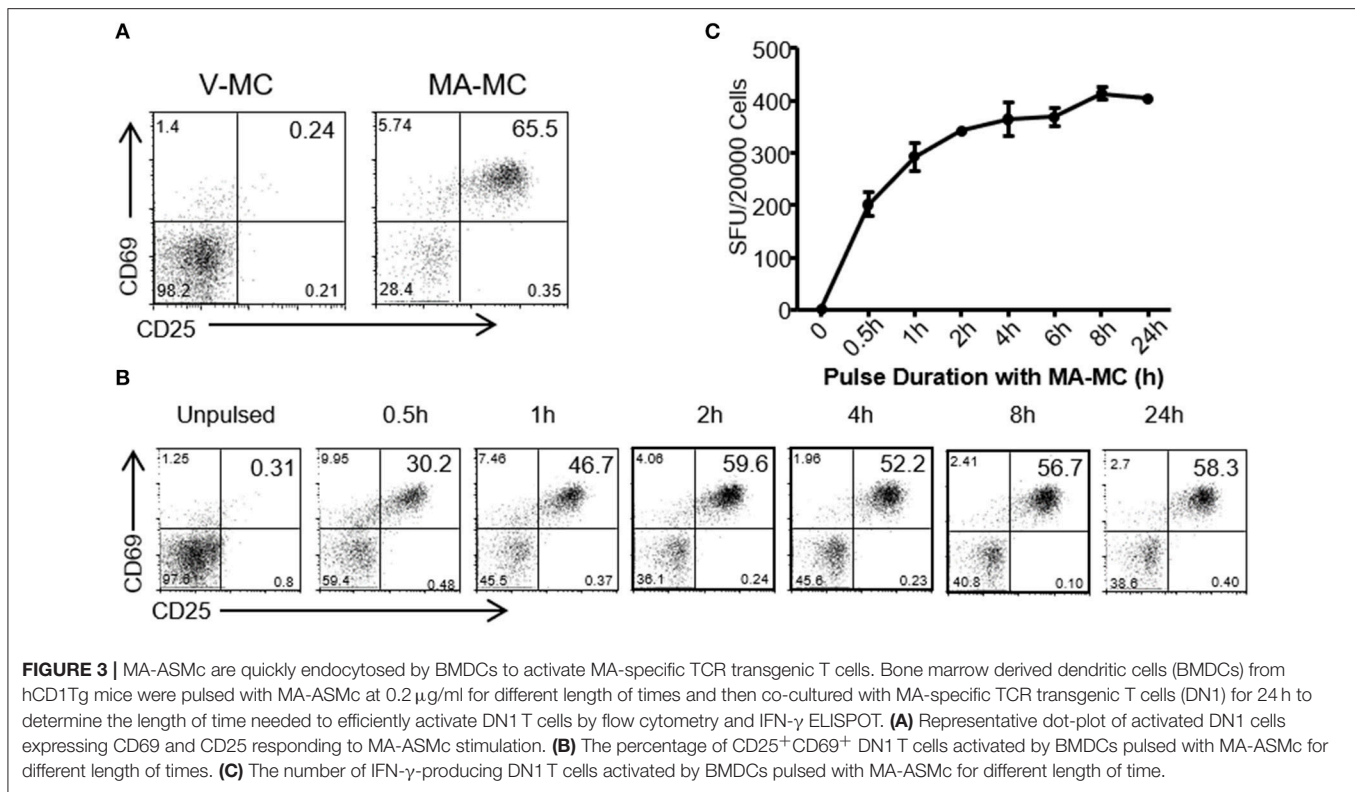 A
V-MC
MA-MC
1.4
0.24
98.2
0.21
5.74
65.5
28.4
0.35
CD69
CD25
C
500
400
300
200
100
0
SFU/20000 Cells
0
0.5h
1h
2h
4h
6h
8h
24h
Pulse Duration with MA-MC (h)
B
Unpulsed
0.5h
1h
2h
4h
8h
24h
1.25
0.31
0.8
9.95
30.2
59.4
0.48
7.46
46.7
45.5
0.37
4.06
59.6
36.1
0.24
1.96
52.2
45.6
0.23
2.41
56.7
40.8
0.10
2.7
58.3
38.6
0.40
CD69
CD25
FIGURE 3 | MA-ASMc are quickly endocytosed by BMDCs to activate MA-specific TCR transgenic T cells. Bone marrow derived dendritic cells (BMDCs) from
hCD1Tg mice were pulsed with MA-ASMc at 0.2 μg/ml for different length of times and then co-cultured with MA-specific TCR transgenic T cells (DN1) for 24 h to
determine the length of time needed to efficiently activate DN1 T cells by flow cytometry and IFN-γ ELISPOT. (A) Representative dot-plot of activated DN1 cells
expressing CD69 and CD25 responding to MA-ASMc stimulation. (B) The percentage of CD25+CD69+ DN1 T cells activated by BMDCs pulsed with MA-ASMc for
different length of times. (C) The number of IFN-γ-producing DN1 T cells activated by BMDCs pulsed with MA-ASMc for different length of time.